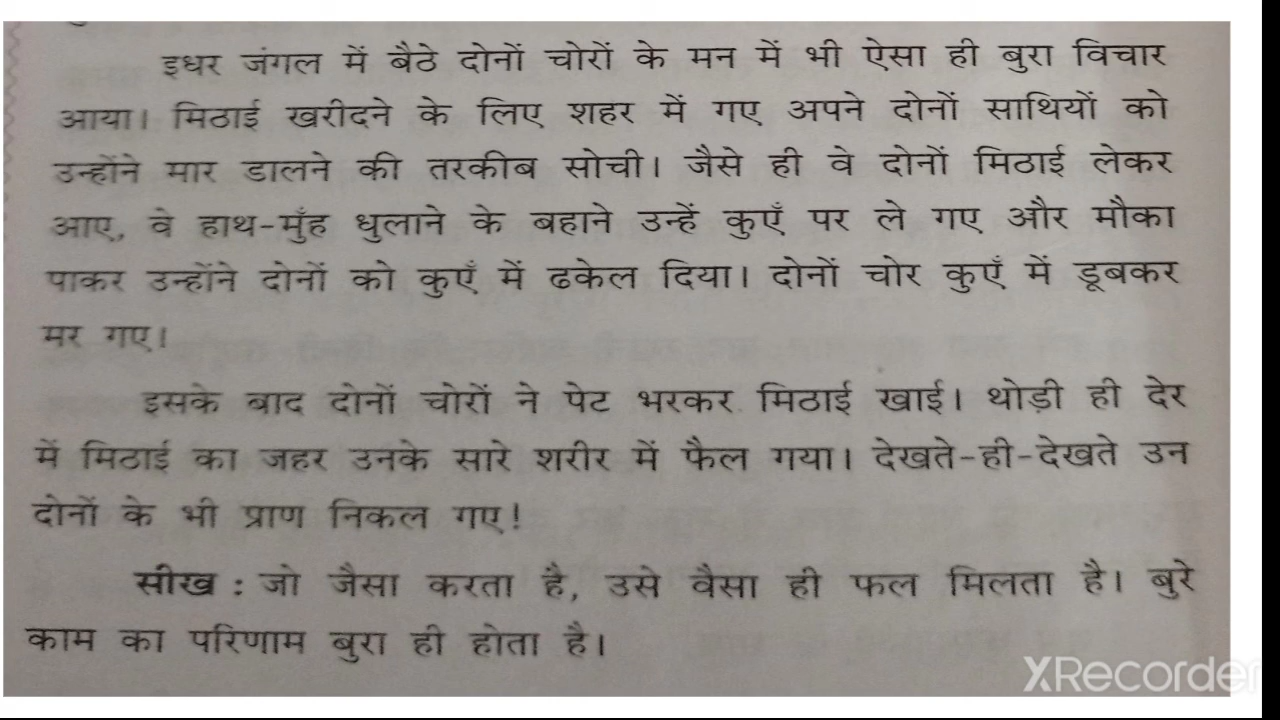 इधर जंगल में बैठे दोनों चोरों के मन में भी ऐसा ही बुरा विचार
आया। मिठाई खरीदने के लिए शहर में गए अपने दोनों साथियों को
उन्होंने मार डालने की तरकीब सोची। जैसे ही वे दोनों मिठाई लेकर
आए, वे हाथ-मुँह धुलाने के बहाने उन्हें कुएँ पर ले गए और मौका
पाकर उन्होंने दोनों को कुएँ में ढकेल दिया। दोनों चोर कुएँ में डूबकर
मर गए।
इसके बाद दोनों चोरों ने पेट भरकर मिठाई खाई। थोड़ी ही देर
में मिठाई का जहर उनके सारे शरीर में फैल गया। देखते-ही-देखते उन
दोनों के भी प्राण निकल गए!
सीख : जो जैसा करता है, उसे वैसा ही फल मिलता है। बुरे
काम का परिणाम बुरा ही होता है।
XRecorder